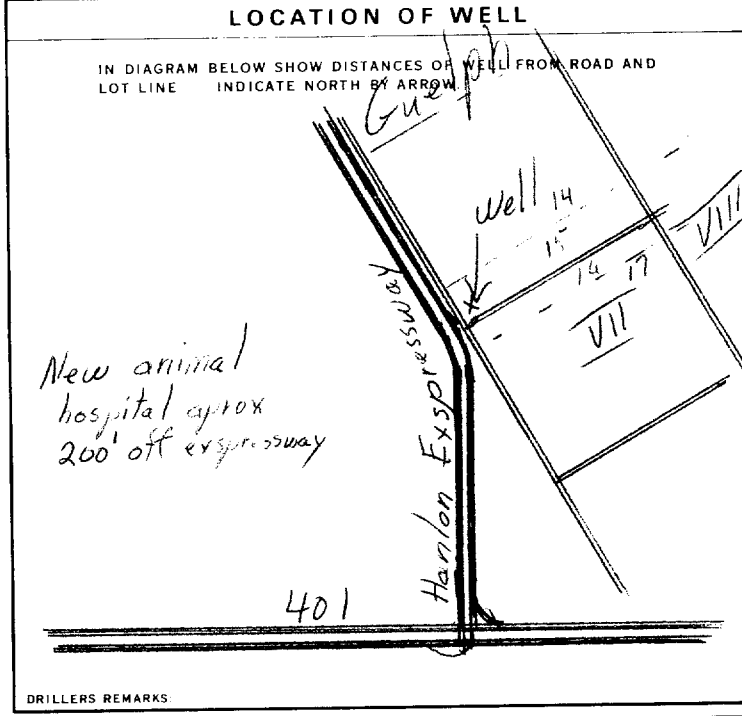 LOCATION OF WELL
IN DIAGRAM BELOW SHOW DISTANCES OF WELL FROM ROAD AND
LOT LINE INDICATE NORTH BY ARROW.
Guelph
Well
14
15
16
17
VIII
VII
New animal
hospital aprox
200' off exspressway
Hanlon Exspressway
401
DRILLERS REMARKS: